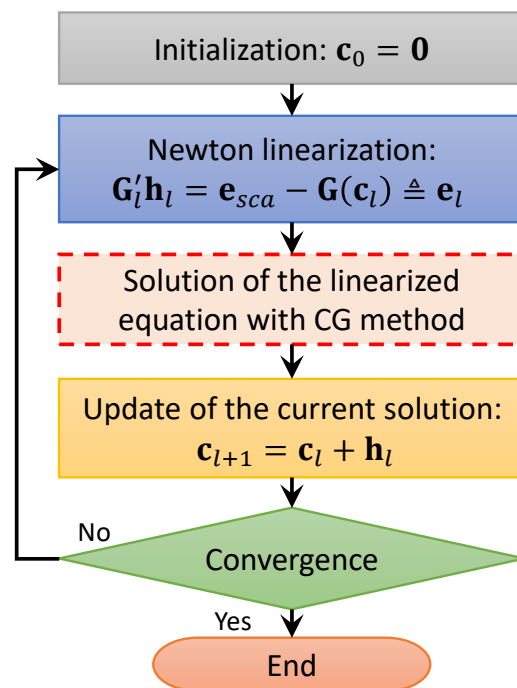 Initialization: 𝐜₀ = 𝟎
Newton linearization:
𝐆′ₗ𝐡ₗ = 𝐞ₛ꜀ₐ − 𝐆(𝐜ₗ) ≜ 𝐞ₗ
Solution of the linearized
equation with CG method
Update of the current solution:
𝐜ₗ₊₁ = 𝐜ₗ + 𝐡ₗ
No
Convergence
Yes
End